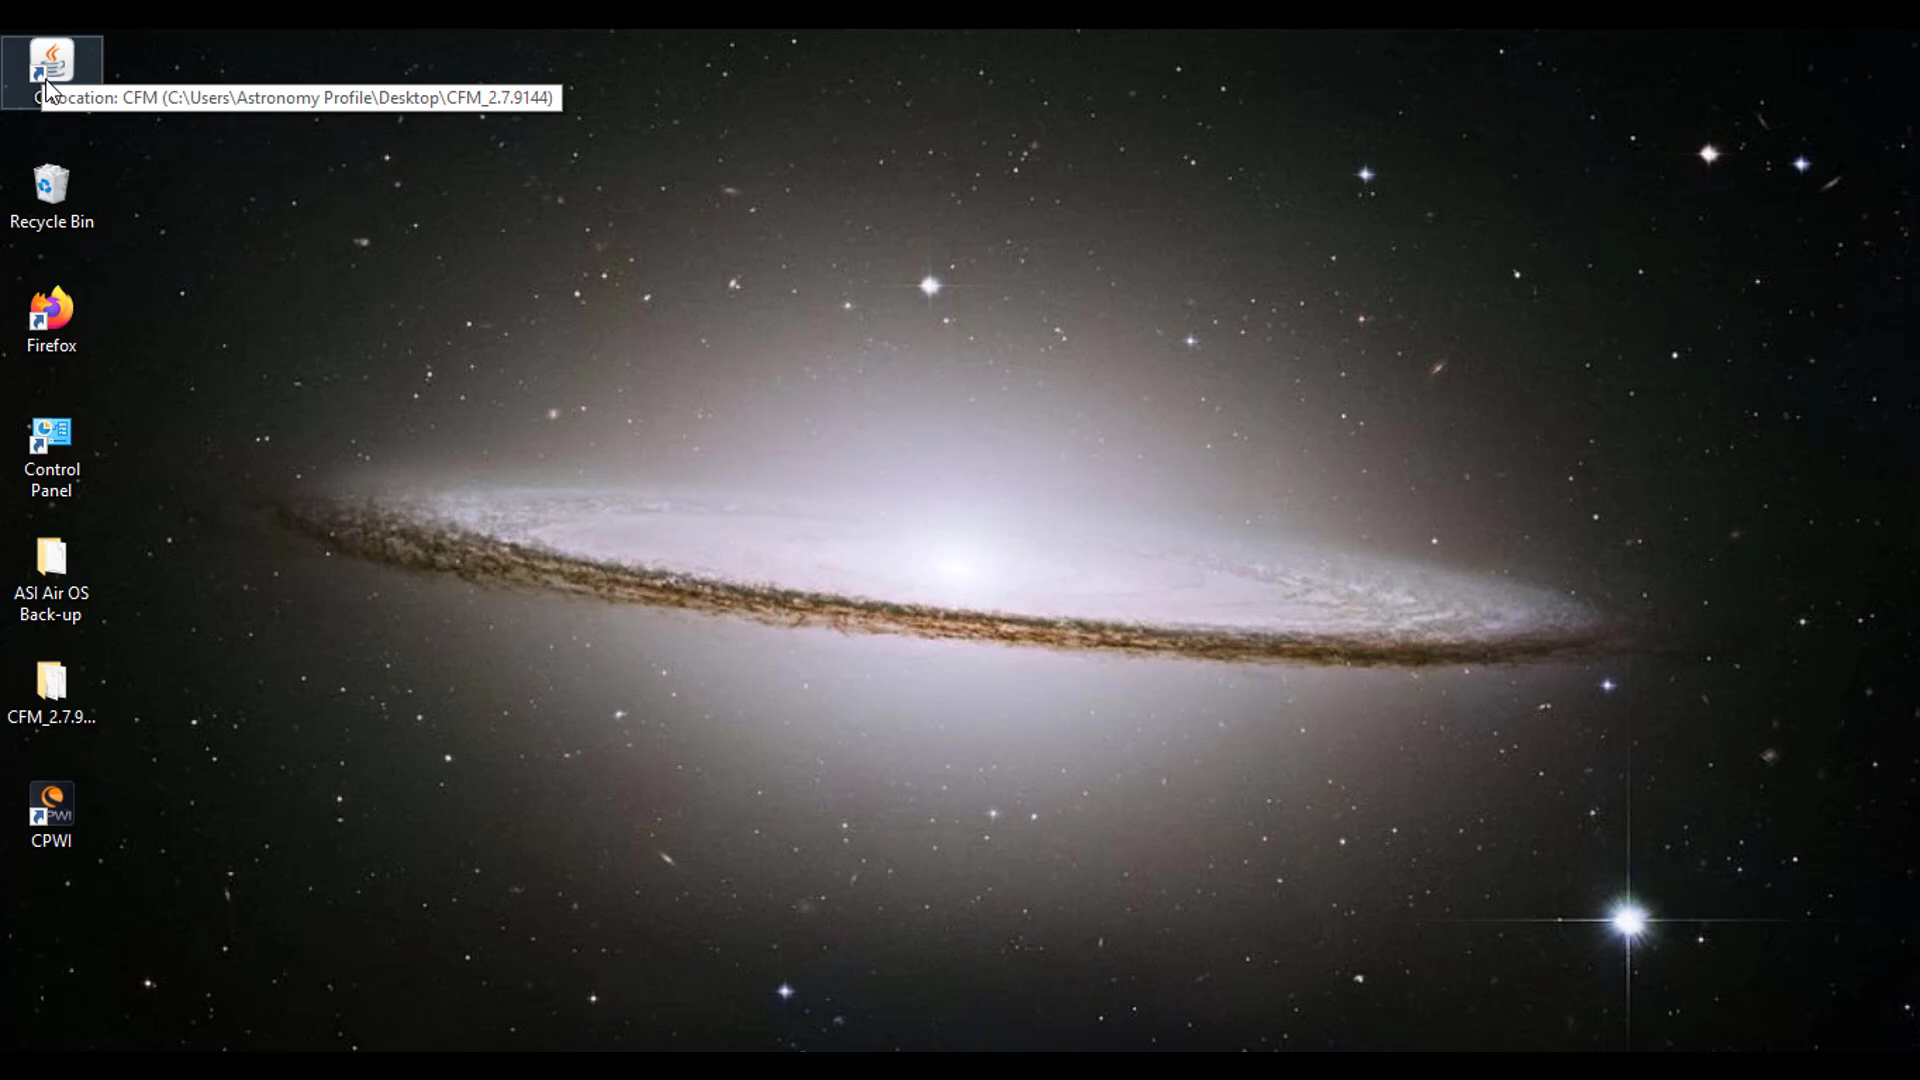 ocation: CFM (C:\Users\Astronomy Profile\Desktop\CFM_2.7.9144)
Recycle Bin
Firefox
Control
Panel
ASI Air OS
Back-up
CFM_2.7.9...
PWI
CPWI